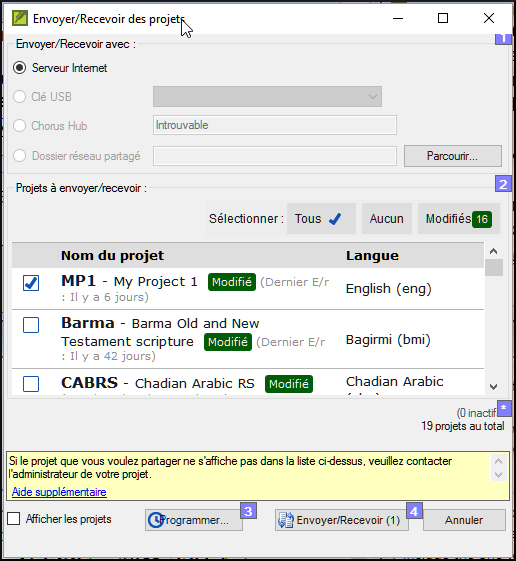 Envoyer/Recevoir des projets
1
Envoyer/Recevoir avec :
Serveur Internet
Clé USB
Chorus Hub
Introuvable
Dossier réseau partagé
Parcourir...
2
Projets à envoyer/recevoir :
Sélectionner : Tous Aucun Modifiés 16
Nom du projet Langue
MP1 - My Project 1 Modifié (Dernier E/r
: Il y a 6 jours)
English (eng)
Barma - Barma Old and New
Testament scripture Modifié (Dernier E/r
: Il y a 42 jours)
Bagirmi (bmi)
CABRS - Chadian Arabic RS Modifié
Chadian Arabic
*
(0 inactif
19 projets au total
Si le projet que vous voulez partager ne s'affiche pas dans la liste ci-dessus, veuillez contacter
l'administrateur de votre projet.
Aide supplémentaire
Afficher les projets
Programmer... 3
Envoyer/Recevoir (1) 4
Annuler